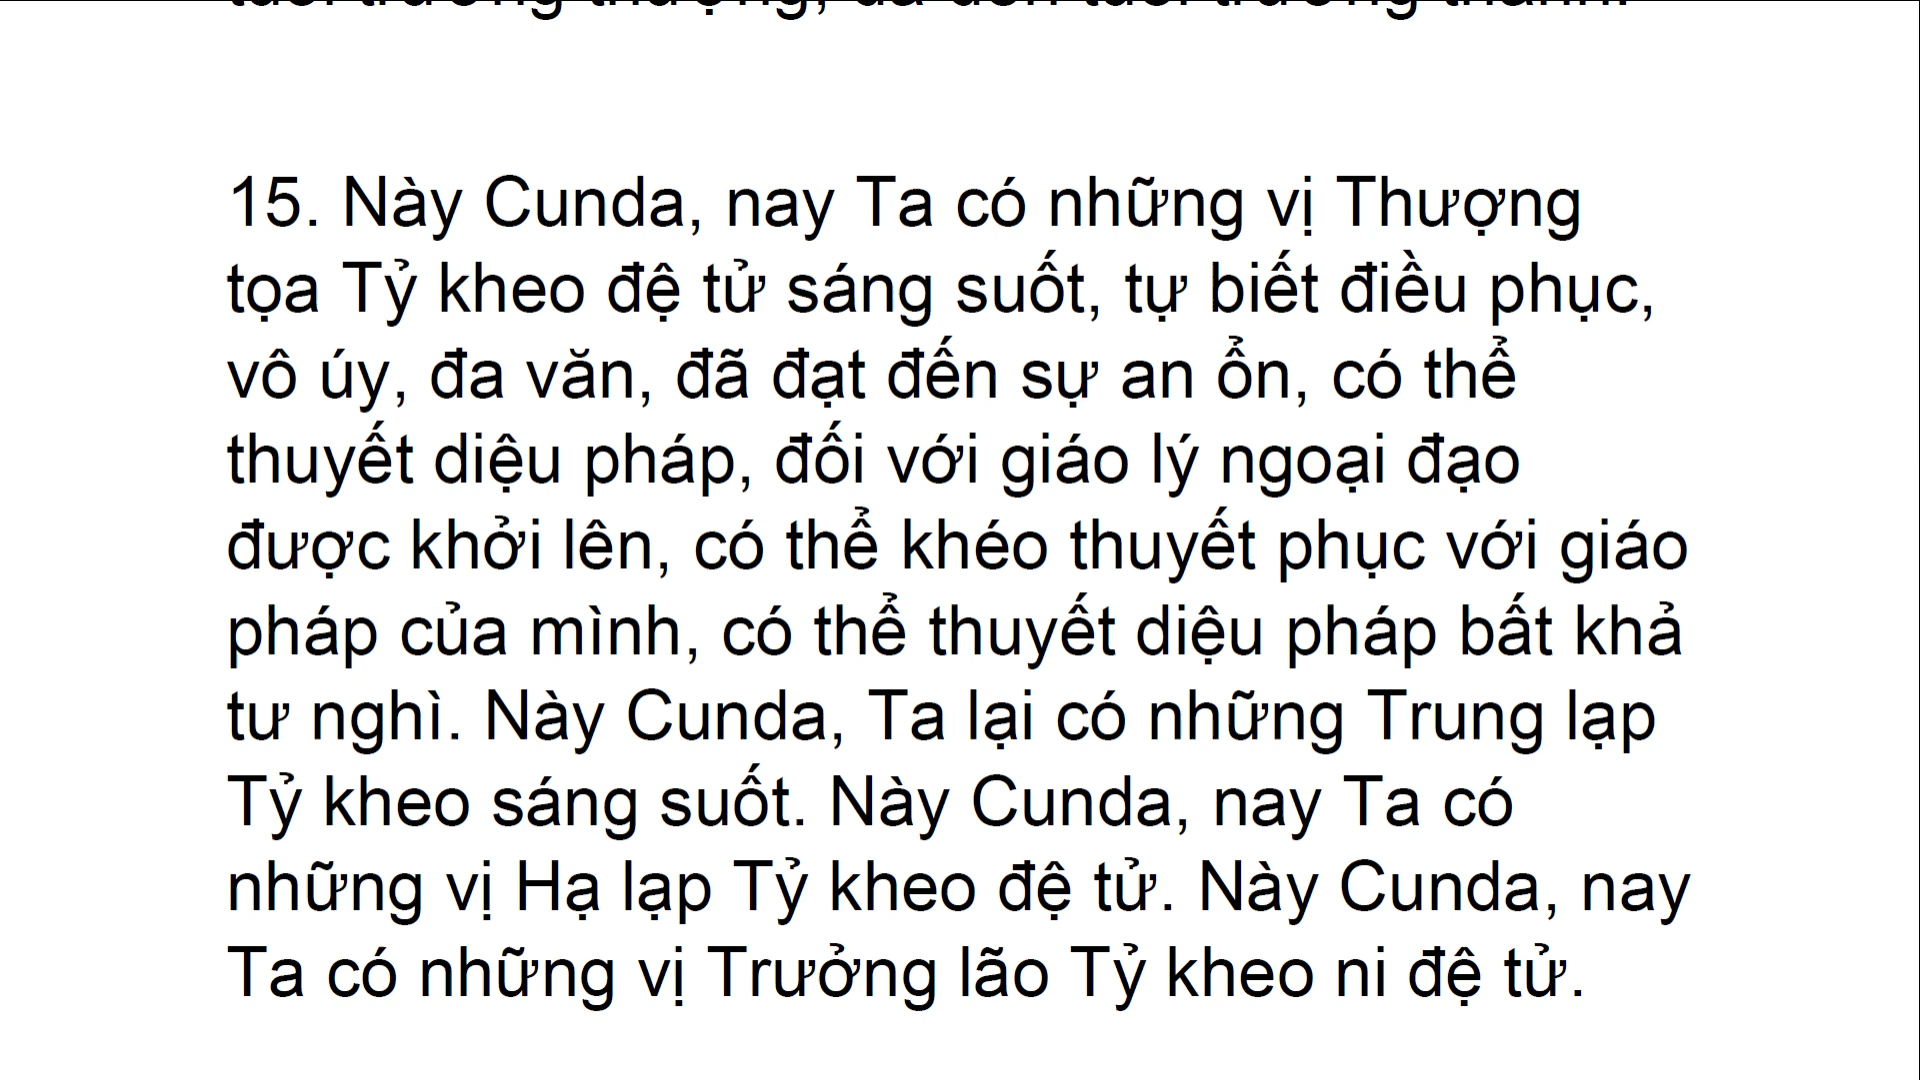 15. Này Cunda, nay Ta có những vị Thượng
tọa Tỷ kheo đệ tử sáng suốt, tự biết điều phục,
vô úy, đa văn, đã đạt đến sự an ổn, có thể
thuyết diệu pháp, đối với giáo lý ngoại đạo
được khởi lên, có thể khéo thuyết phục với giáo
pháp của mình, có thể thuyết diệu pháp bất khả
tư nghì. Này Cunda, Ta lại có những Trung lạp
Tỷ kheo sáng suốt. Này Cunda, nay Ta có
những vị Hạ lạp Tỷ kheo đệ tử. Này Cunda, nay
Ta có những vị Trưởng lão Tỷ kheo ni đệ tử.